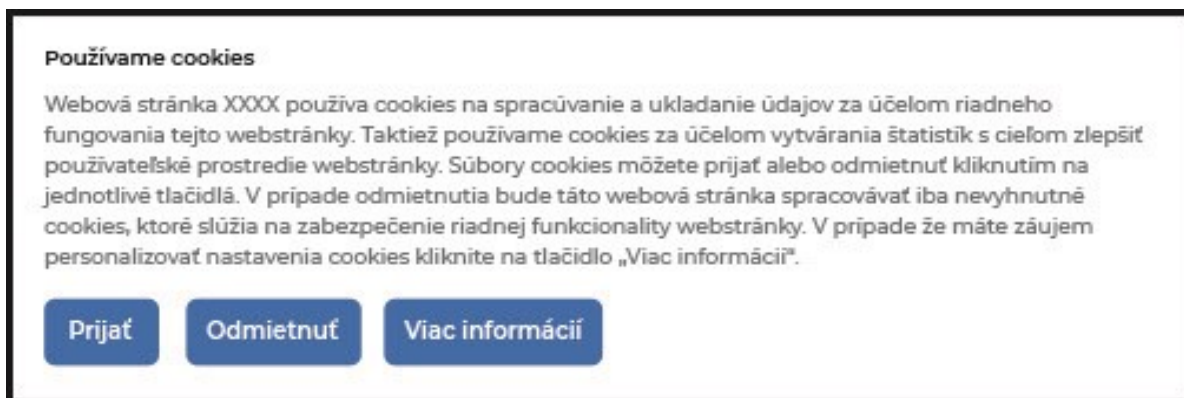 Používame cookies
Webová stránka XXXX používa cookies na spracúvanie a ukladanie údajov za účelom riadneho
fungovania tejto webstránky. Taktiež používame cookies za účelom vytvárania štatistík s cieľom zlepšiť
používateľské prostredie webstránky. Súbory cookies môžete prijať alebo odmietnuť kliknutím na
jednotlivé tlačidlá. V prípade odmietnutia bude táto webová stránka spracovávať iba nevyhnutné
cookies, ktoré slúžia na zabezpečenie riadnej funkcionality webstránky. V prípade že máte záujem
personalizovať nastavenia cookies kliknite na tlačidlo „Viac informácií“.
Prijať Odmietnuť Viac informácií